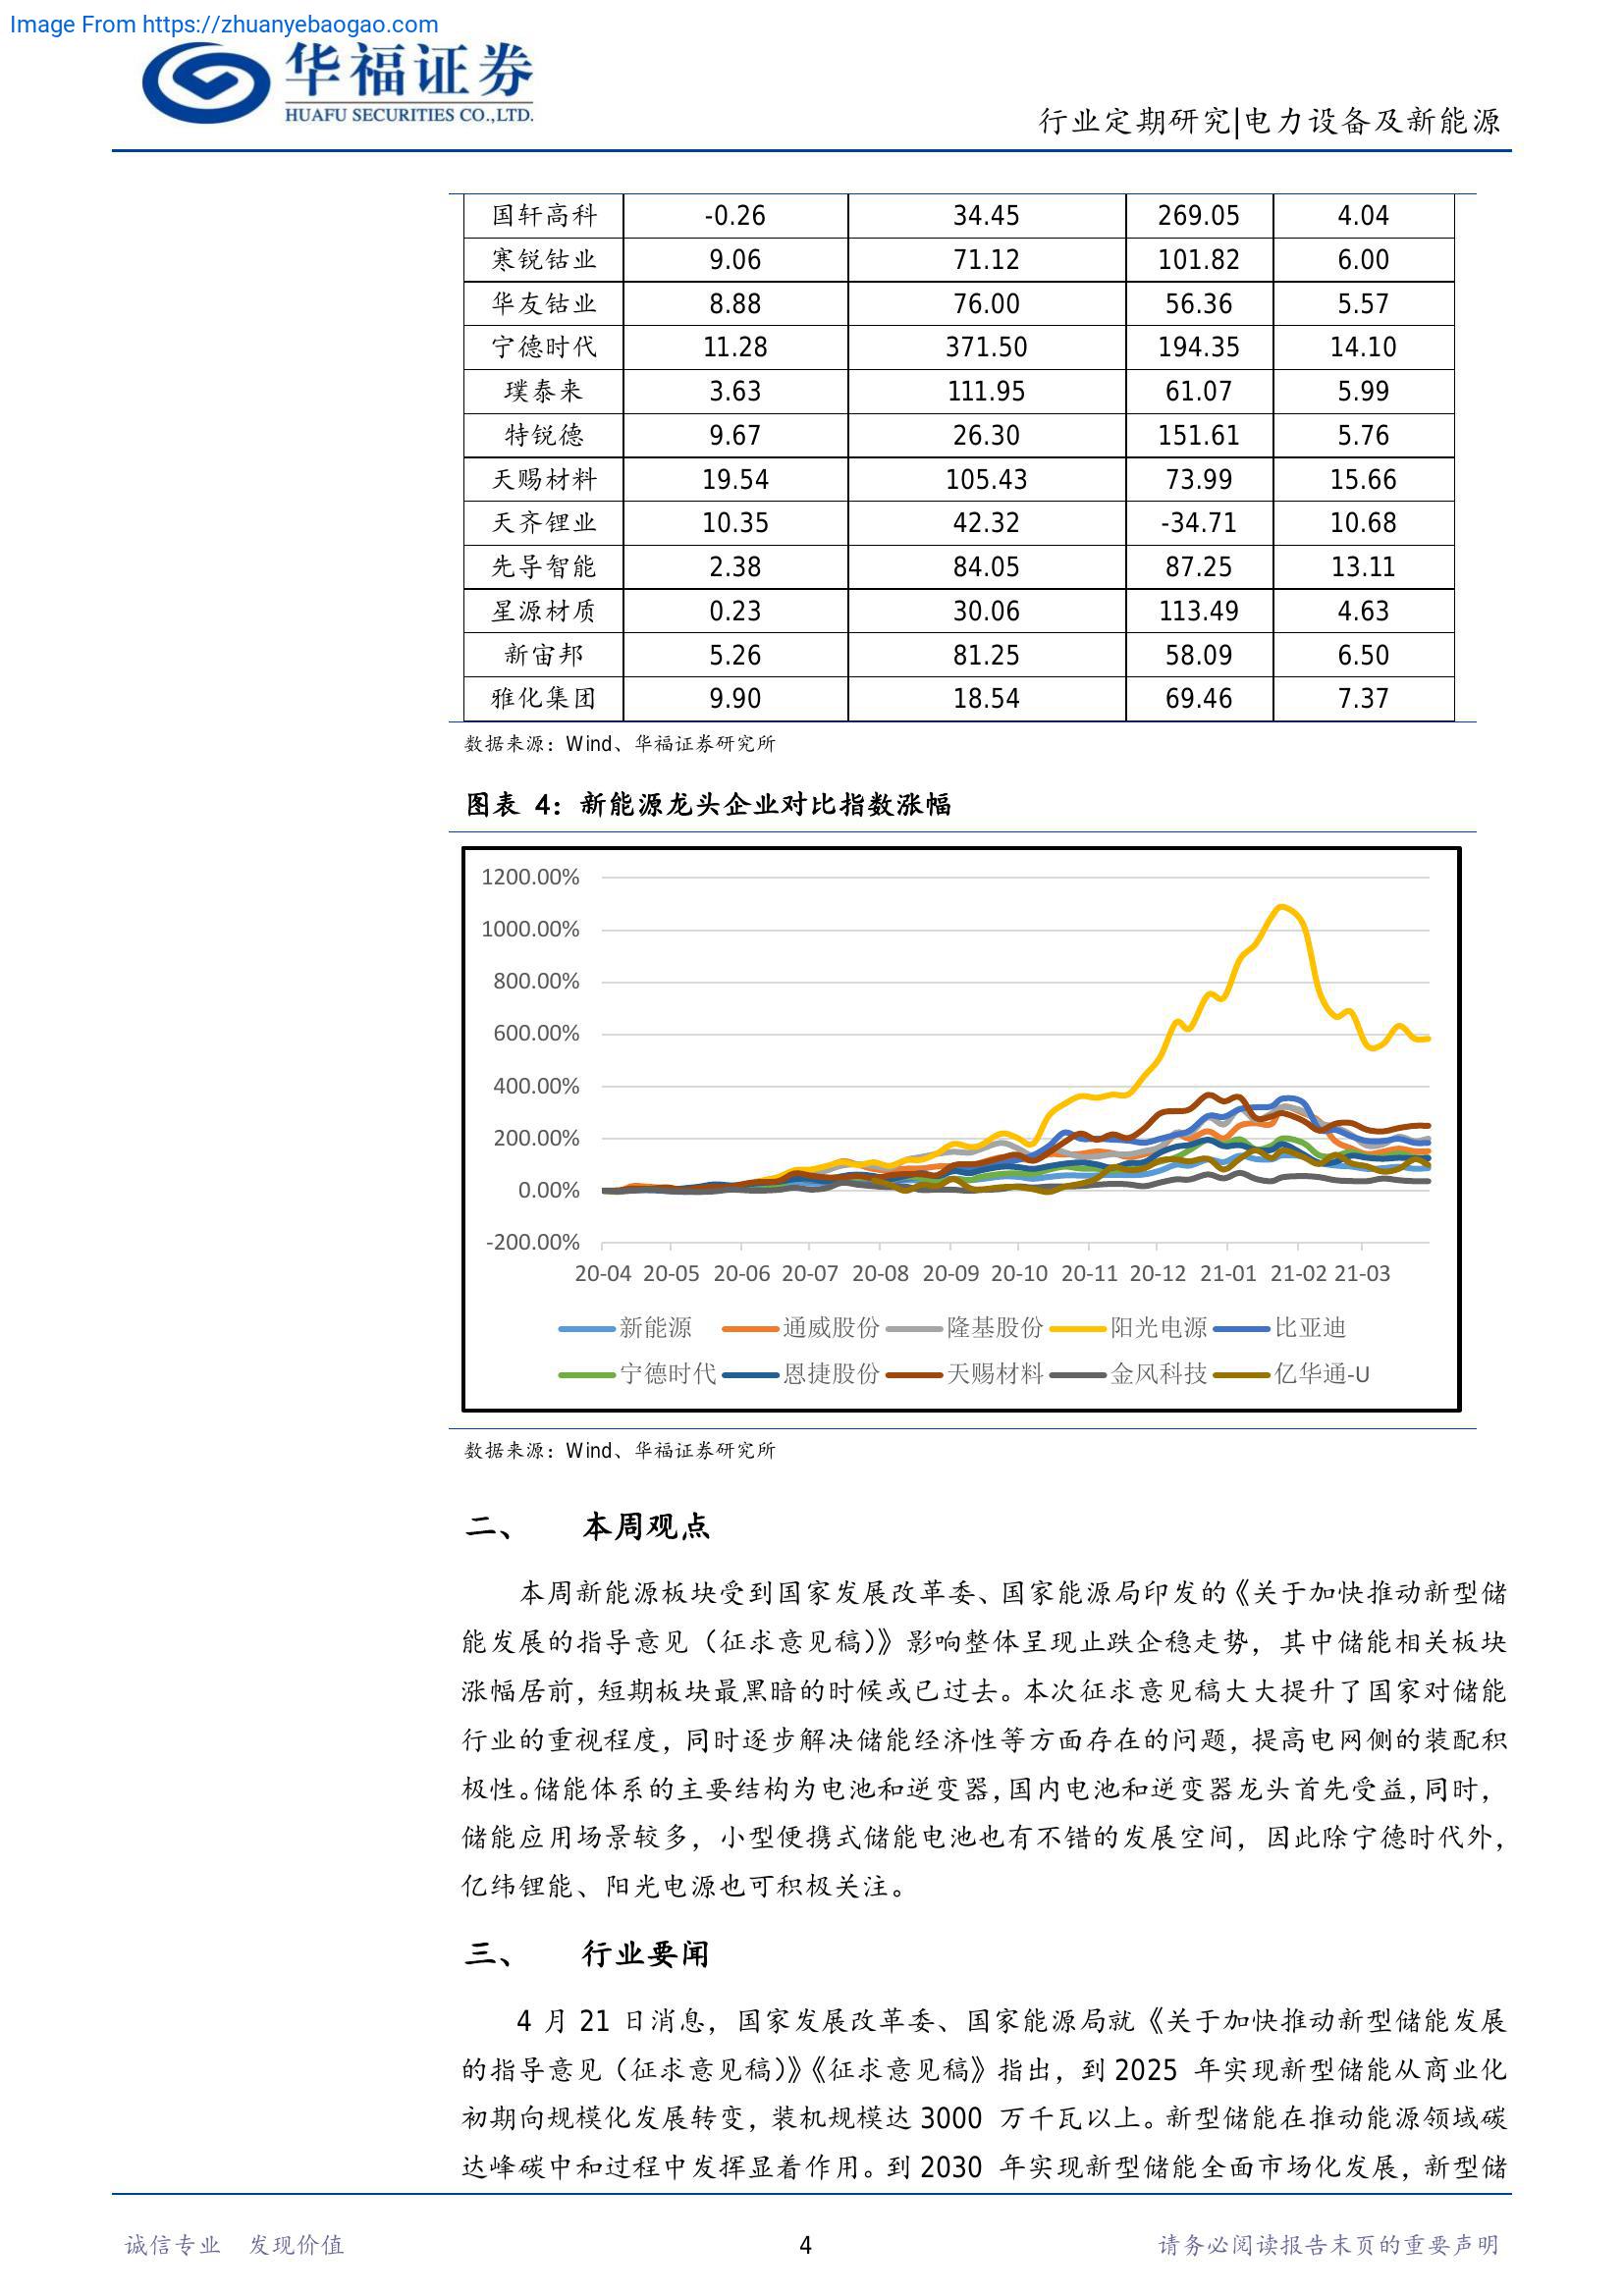 Image From https://zhuanyebaogao.com
华福证券
HUAFU SECURITIES CO.,LTD.
行业定期研究|电力设备及新能源
国轩高科 -0.26 34.45 269.05 4.04
寒锐钴业 9.06 71.12 101.82 6.00
华友钴业 8.88 76.00 56.36 5.57
宁德时代 11.28 371.50 194.35 14.10
璞泰来 3.63 111.95 61.07 5.99
特锐德 9.67 26.30 151.61 5.76
天赐材料 19.54 105.43 73.99 15.66
天齐锂业 10.35 42.32 -34.71 10.68
先导智能 2.38 84.05 87.25 13.11
星源材质 0.23 30.06 113.49 4.63
新宙邦 5.26 81.25 58.09 6.50
雅化集团 9.90 18.54 69.46 7.37
数据来源：Wind、华福证券研究所
图表 4：新能源龙头企业对比指数涨幅
1200.00%
1000.00%
800.00%
600.00%
400.00%
200.00%
0.00%
-200.00%
20-04 20-05 20-06 20-07 20-08 20-09 20-10 20-11 20-12 21-01 21-02 21-03
新能源 通威股份 隆基股份 阳光电源 比亚迪
宁德时代 恩捷股份 天赐材料 金风科技 亿华通-U
数据来源：Wind、华福证券研究所
二、 本周观点
本周新能源板块受到国家发展改革委、国家能源局印发的《关于加快推动新型储
能发展的指导意见（征求意见稿）》影响整体呈现止跌企稳走势，其中储能相关板块
涨幅居前，短期板块最黑暗的时候或已过去。本次征求意见稿大大提升了国家对储能
行业的重视程度，同时逐步解决储能经济性等方面存在的问题，提高电网侧的装配积
极性。储能体系的主要结构为电池和逆变器，国内电池和逆变器龙头首先受益，同时，
储能应用场景较多，小型便携式储能电池也有不错的发展空间，因此除宁德时代外，
亿纬锂能、阳光电源也可积极关注。
三、 行业要闻
4 月 21 日消息，国家发展改革委、国家能源局就《关于加快推动新型储能发展
的指导意见（征求意见稿）》《征求意见稿》指出，到 2025 年实现新型储能从商业化
初期向规模化发展转变，装机规模达 3000 万千瓦以上。新型储能在推动能源领域碳
达峰碳中和过程中发挥显着作用。到 2030 年实现新型储能全面市场化发展，新型储
诚信专业 发现价值 4 请务必阅读报告末页的重要声明